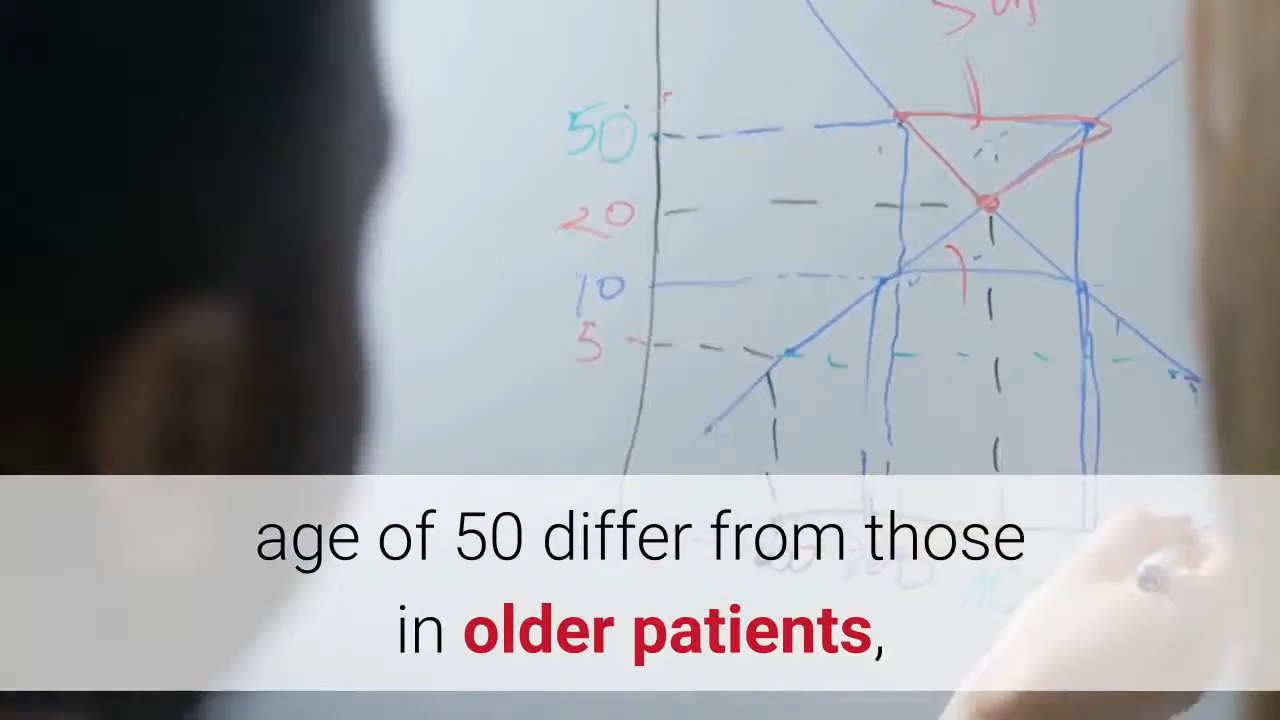 50
20
10
5
age of 50 differ from those
in older patients,